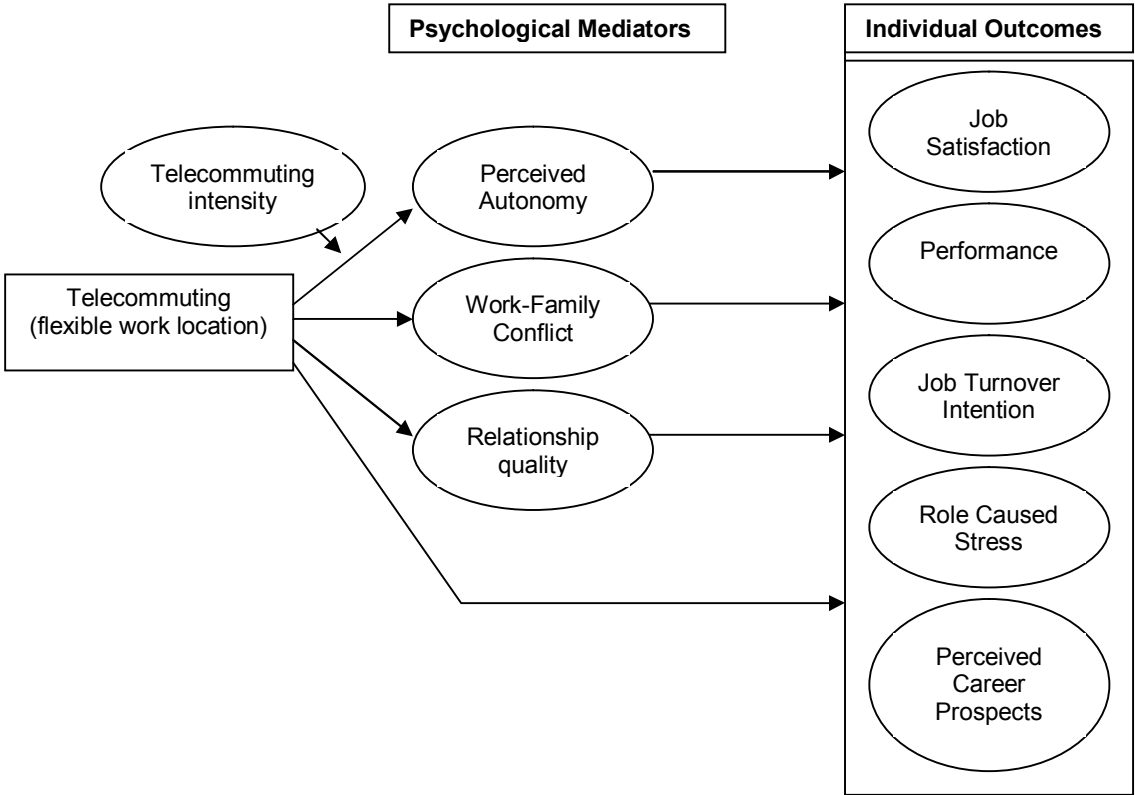 Psychological Mediators
Individual Outcomes
Telecommuting
intensity
Telecommuting
(flexible work location)
Perceived
Autonomy
Work-Family
Conflict
Relationship
quality
Job
Satisfaction
Performance
Job Turnover
Intention
Role Caused
Stress
Perceived
Career
Prospects